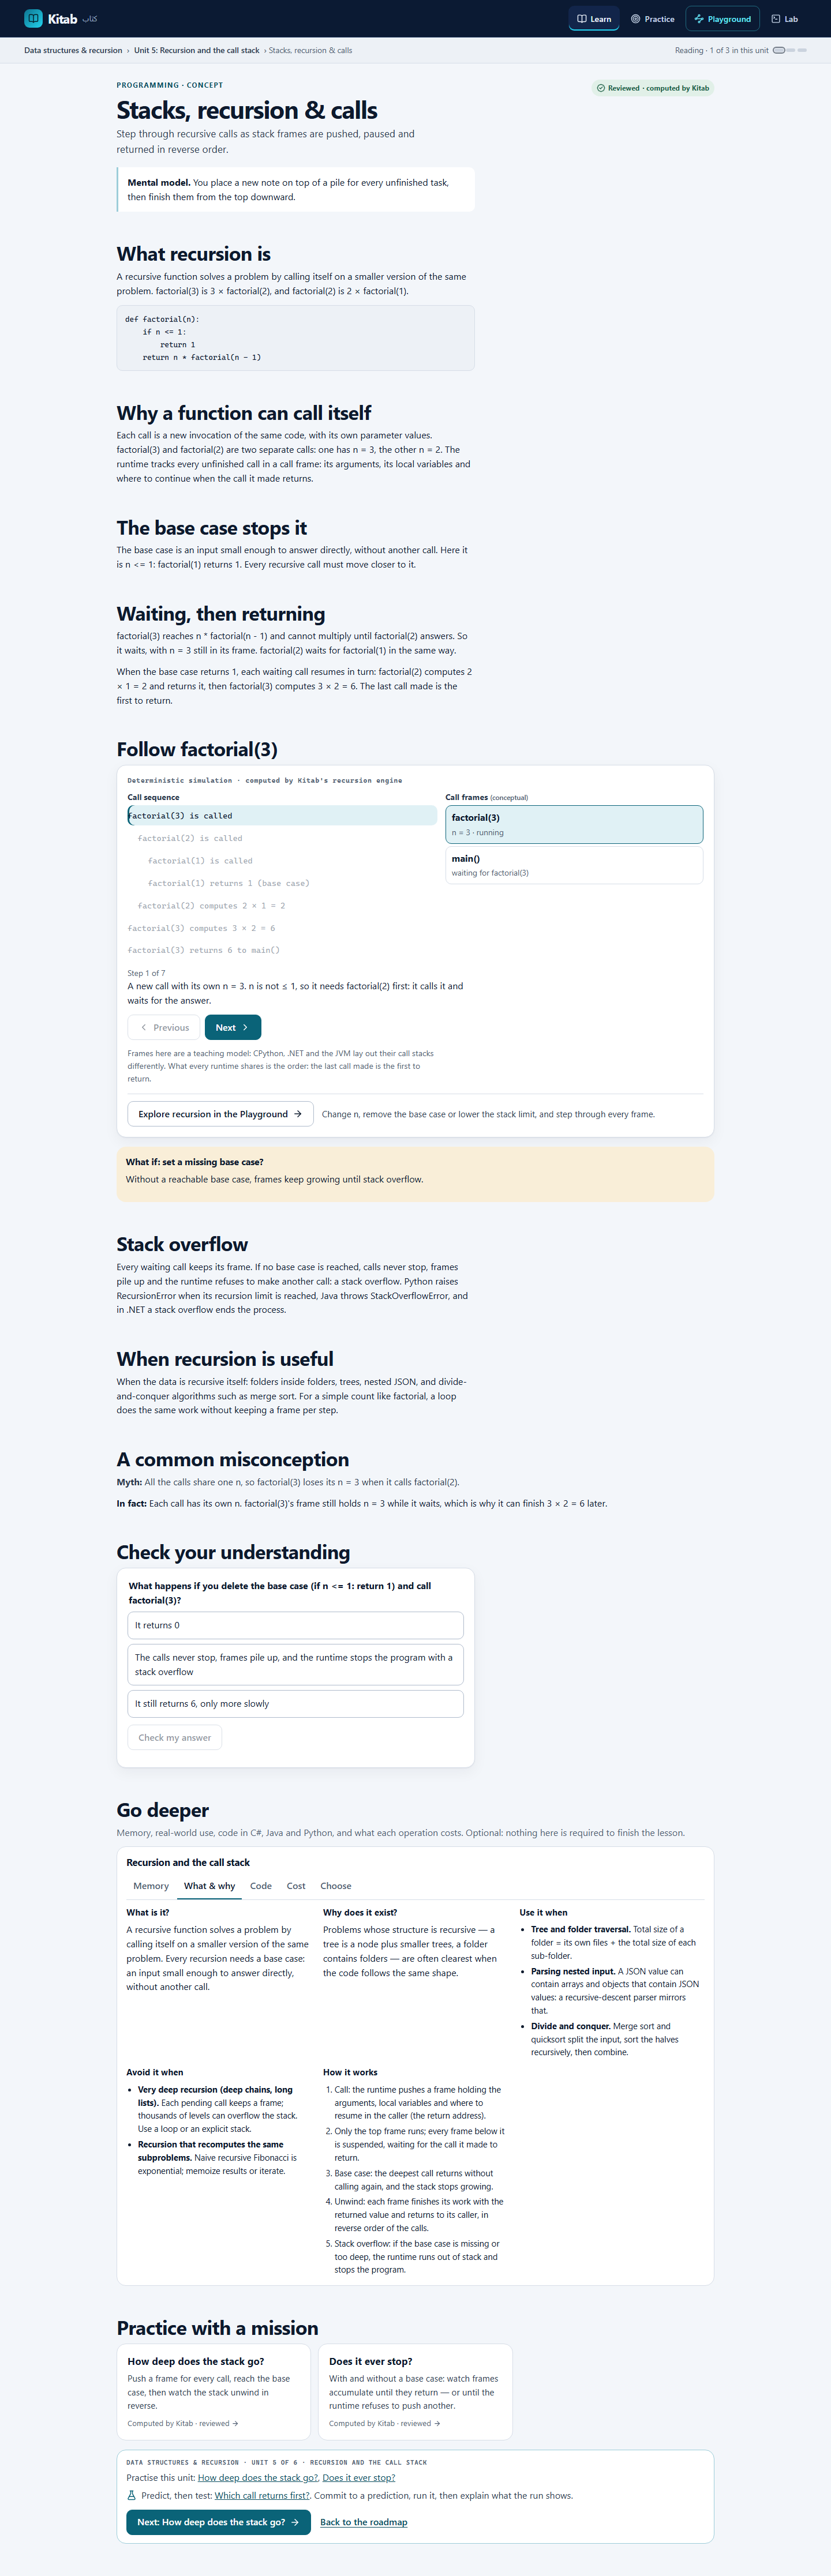 Kitab كتاب
Learn
Practice
Playground
Lab
Data structures & recursion › Unit 5: Recursion and the call stack › Stacks, recursion & calls
Reading · 1 of 3 in this unit
PROGRAMMING · CONCEPT
Reviewed · computed by Kitab
Stacks, recursion & calls
Step through recursive calls as stack frames are pushed, paused and
returned in reverse order.
Mental model. You place a new note on top of a pile for every unfinished task,
then finish them from the top downward.
What recursion is
A recursive function solves a problem by calling itself on a smaller version of the same
problem. factorial(3) is 3 × factorial(2), and factorial(2) is 2 × factorial(1).
def factorial(n):
    if n <= 1:
        return 1
    return n * factorial(n − 1)
Why a function can call itself
Each call is a new invocation of the same code, with its own parameter values.
factorial(3) and factorial(2) are two separate calls: one has n = 3, the other n = 2. The
runtime tracks every unfinished call in a call frame: its arguments, its local variables and
where to continue when the call it made returns.
The base case stops it
The base case is an input small enough to answer directly, without another call. Here it
is n <= 1: factorial(1) returns 1. Every recursive call must move closer to it.
Waiting, then returning
factorial(3) reaches n * factorial(n - 1) and cannot multiply until factorial(2) answers. So
it waits, with n = 3 still in its frame. factorial(2) waits for factorial(1) in the same way.
When the base case returns 1, each waiting call resumes in turn: factorial(2) computes 2
× 1 = 2 and returns it, then factorial(3) computes 3 × 2 = 6. The last call made is the
first to return.
Follow factorial(3)
Deterministic simulation · computed by Kitab's recursion engine
Call sequence
factorial(3) is called
factorial(2) is called
factorial(1) is called
factorial(1) returns 1 (base case)
factorial(2) computes 2 × 1 = 2
factorial(3) computes 3 × 2 = 6
factorial(3) returns 6 to main()
Call frames (conceptual)
factorial(3)
n = 3 · running
main()
waiting for factorial(3)
Step 1 of 7
A new call with its own n = 3. n is not ≤ 1, so it needs factorial(2) first: it calls it and
waits for the answer.
Previous
Next
Frames here are a teaching model: CPython, .NET and the JVM lay out their call stacks
differently. What every runtime shares is the order: the last call made is the first to
return.
Explore recursion in the Playground →
Change n, remove the base case or lower the stack limit, and step through every frame.
What if: set a missing base case?
Without a reachable base case, frames keep growing until stack overflow.
Stack overflow
Every waiting call keeps its frame. If no base case is reached, calls never stop, frames
pile up and the runtime refuses to make another call: a stack overflow. Python raises
RecursionError when its recursion limit is reached, Java throws StackOverflowError, and
in .NET a stack overflow ends the process.
When recursion is useful
When the data is recursive itself: folders inside folders, trees, nested JSON, and divide-
and-conquer algorithms such as merge sort. For a simple count like factorial, a loop
does the same work without keeping a frame per step.
A common misconception
Myth: All the calls share one n, so factorial(3) loses its n = 3 when it calls factorial(2).
In fact: Each call has its own n. factorial(3)'s frame still holds n = 3 while it waits, which is why it can finish 3 × 2 = 6 later.
Check your understanding
What happens if you delete the base case (if n <= 1: return 1) and call
factorial(3)?
It returns 0
The calls never stop, frames pile up, and the runtime stops the program with a
stack overflow
It still returns 6, only more slowly
Check my answer
Go deeper
Memory, real-world use, code in C#, Java and Python, and what each operation costs. Optional: nothing here is required to finish the lesson.
Recursion and the call stack
Memory
What & why
Code
Cost
Choose
What is it?
A recursive function solves a problem by
calling itself on a smaller version of the same
problem. Every recursion needs a base case:
an input small enough to answer directly,
without another call.
Why does it exist?
Problems whose structure is recursive — a
tree is a node plus smaller trees, a folder
contains folders — are often clearest when
the code follows the same shape.
Use it when
• Tree and folder traversal. Total size of a
folder = its own files + the total size of each
sub-folder.
• Parsing nested input. A JSON value can
contain arrays and objects that contain JSON
values: a recursive-descent parser mirrors
that.
• Divide and conquer. Merge sort and
quicksort split the input, sort the halves
recursively, then combine.
Avoid it when
• Very deep recursion (deep chains, long
lists). Each pending call keeps a frame;
thousands of levels can overflow the stack.
Use a loop or an explicit stack.
• Recursion that recomputes the same
subproblems. Naive recursive Fibonacci is
exponential; memoize results or iterate.
How it works
1. Call: the runtime pushes a frame holding the
arguments, local variables and where to
resume in the caller (the return address).
2. Only the top frame runs; every frame below it
is suspended, waiting for the call it made to
return.
3. Base case: the deepest call returns without
calling again, and the stack stops growing.
4. Unwind: each frame finishes its work with the
returned value and returns to its caller, in
reverse order of the calls.
5. Stack overflow: if the base case is missing or
too deep, the runtime runs out of stack and
stops the program.
Practice with a mission
How deep does the stack go?
Push a frame for every call, reach the base
case, then watch the stack unwind in
reverse.
Computed by Kitab · reviewed →
Does it ever stop?
With and without a base case: watch frames
accumulate until they return — or until the
runtime refuses to push another.
Computed by Kitab · reviewed →
DATA STRUCTURES & RECURSION · UNIT 5 OF 6 · RECURSION AND THE CALL STACK
Practise this unit: How deep does the stack go?, Does it ever stop?
Predict, then test: Which call returns first?. Commit to a prediction, run it, then explain what the run shows.
Next: How deep does the stack go? →
Back to the roadmap